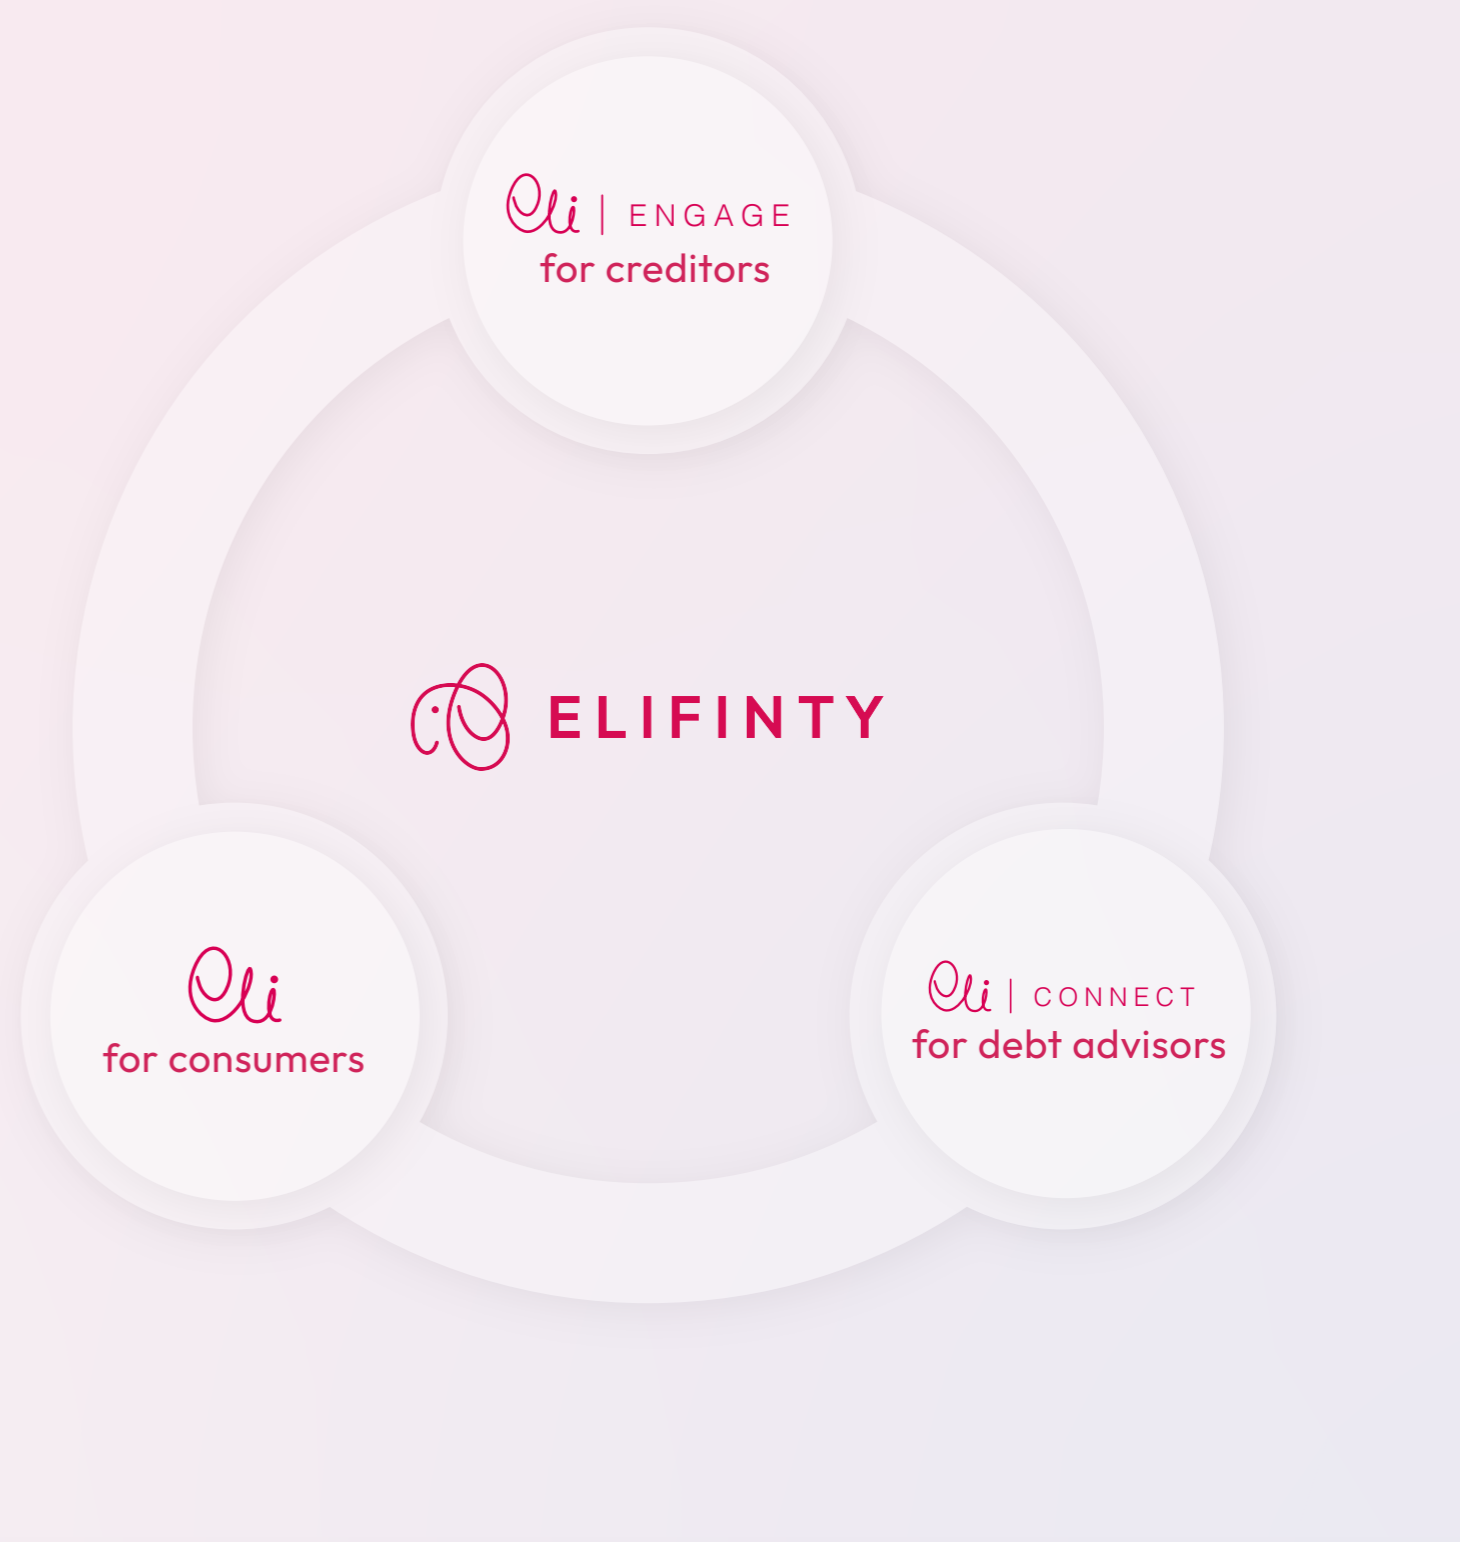 eli | ENGAGE
for creditors
ELIFINTY
eli
for consumers
eli | CONNECT
for debt advisors